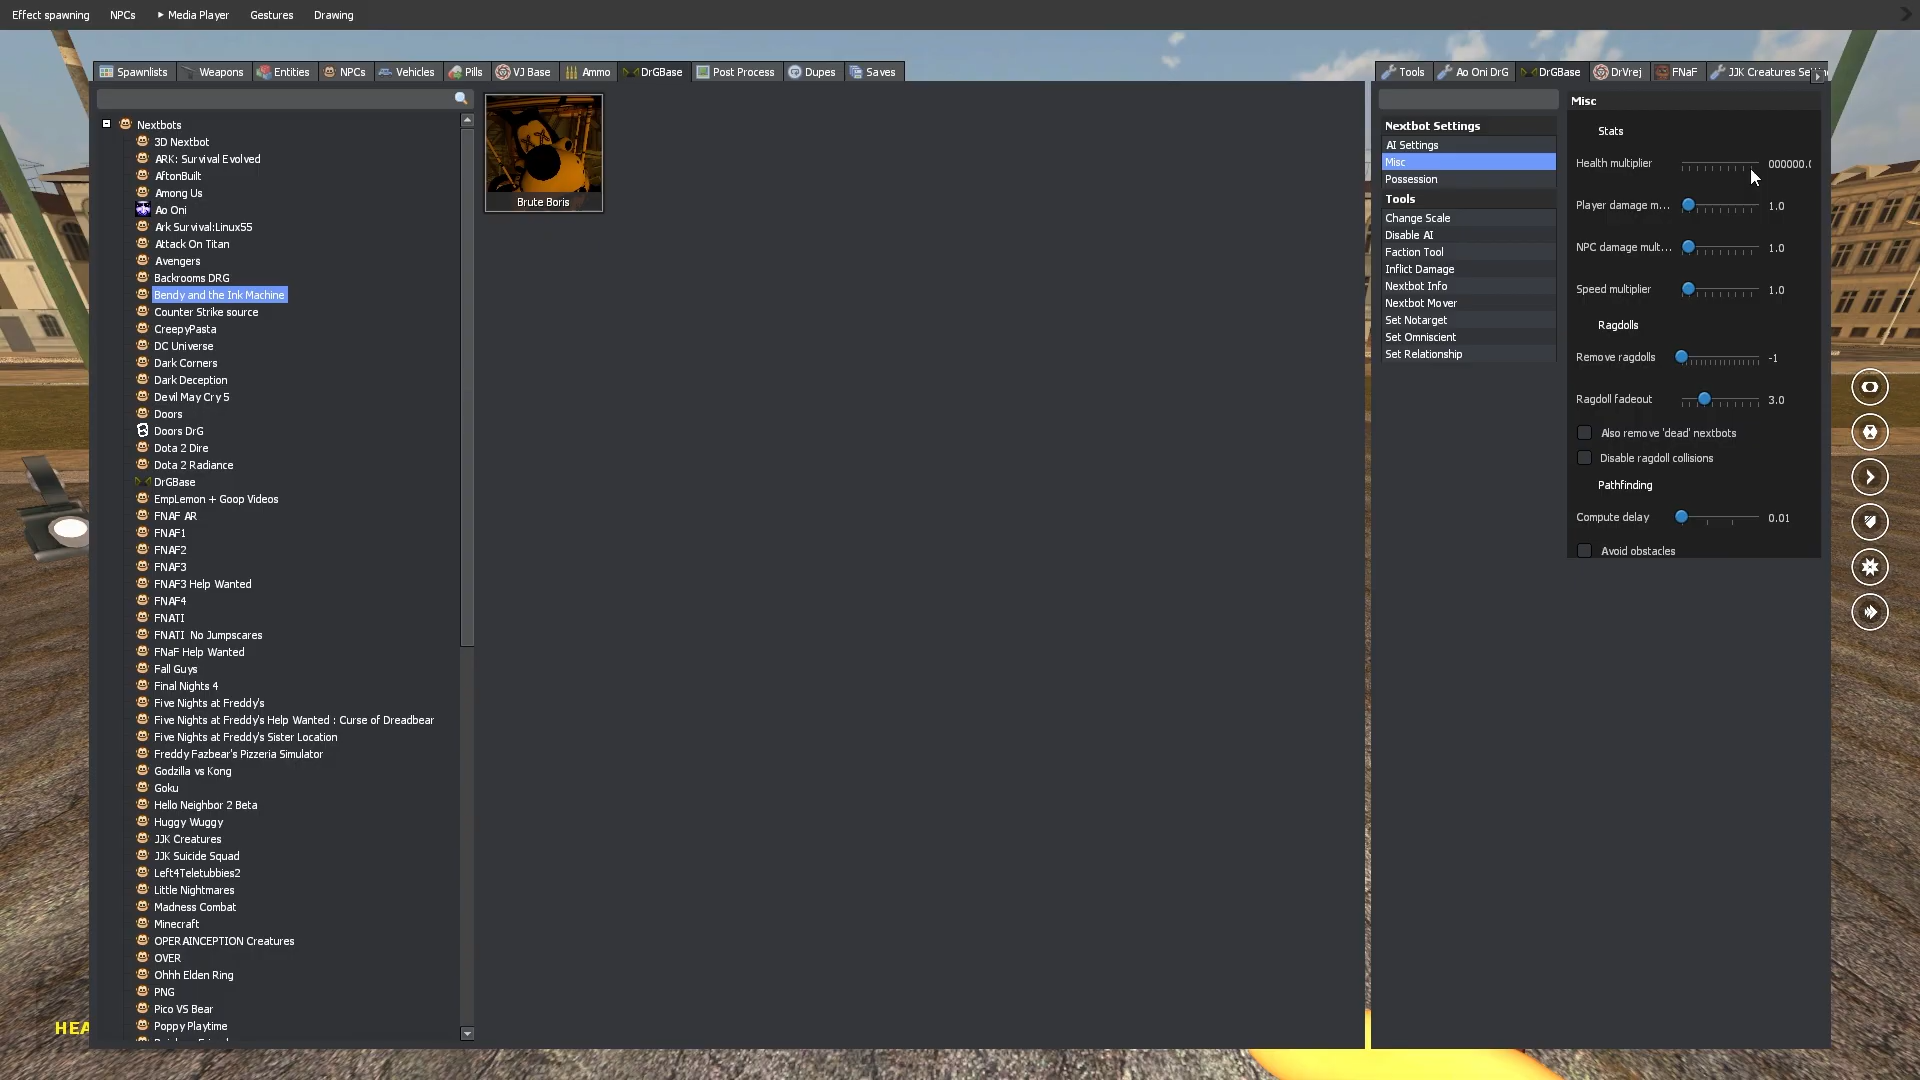 Effect spawning NPCs Media Player Gestures Drawing
Spawnlists Weapons Entities NPCs Vehicles Pills VJ Base Ammo DrGBase Post Process Dupes Saves
Nextbots
3D Nextbot
ARK: Survival Evolved
AftonBuilt
Among Us
Ao Oni
Ark Survival:Linux55
Attack On Titan
Avengers
Backrooms DRG
Bendy and the Ink Machine
Counter Strike source
CreepyPasta
DC Universe
Dark Corners
Dark Deception
Devil May Cry 5
Doors
Doors DrG
Dota 2 Dire
Dota 2 Radiance
DrGBase
EmpLemon + Goop Videos
FNAF AR
FNAF1
FNAF2
FNAF3
FNAF3 Help Wanted
FNAF4
FNATI
FNATI No Jumpscares
FNaF Help Wanted
Fall Guys
Final Nights 4
Five Nights at Freddy's
Five Nights at Freddy's Help Wanted : Curse of Dreadbear
Five Nights at Freddy's Sister Location
Freddy Fazbear's Pizzeria Simulator
Godzilla vs Kong
Goku
Hello Neighbor 2 Beta
Huggy Wuggy
JJK Creatures
JJK Suicide Squad
Left4Teletubbies2
Little Nightmares
Madness Combat
Minecraft
OPERAINCEPTION Creatures
OVER
Ohhh Elden Ring
PNG
Pico VS Bear
Poppy Playtime
HEA
Brute Boris
Tools Ao Oni DrG DrGBase DrVrej FNaF JJK Creatures
Nextbot Settings
AI Settings
Misc
Possession
Tools
Change Scale
Disable AI
Faction Tool
Inflict Damage
Nextbot Info
Nextbot Mover
Set Notarget
Set Omniscient
Set Relationship
Misc
Stats
Health multiplier 000000.0
Player damage m... 1.0
NPC damage mult... 1.0
Speed multiplier 1.0
Ragdolls
Remove ragdolls -1
Ragdoll fadeout 3.0
Also remove 'dead' nextbots
Disable ragdoll collisions
Pathfinding
Compute delay 0.01
Avoid obstacles